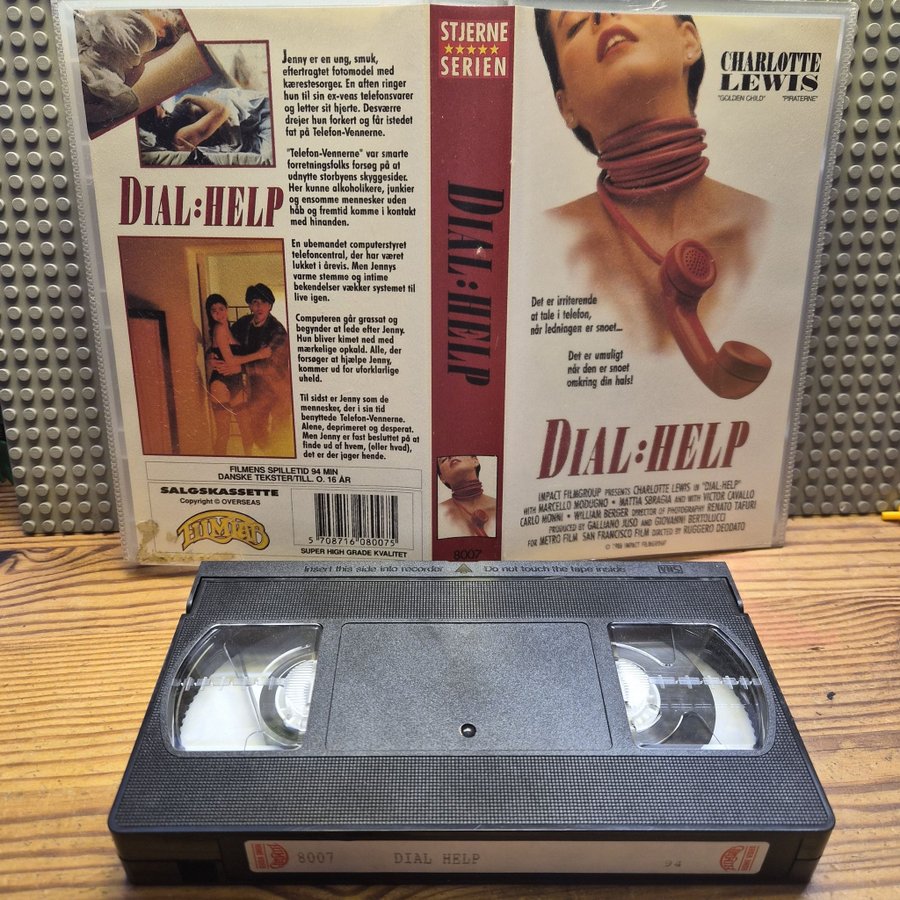 Jenny er en ung, smuk,
eftertragtet fotomodel med
kærestesorger. En aften ringer
hun til sin ex-vens telefonsvarer
og letter sit hjerte. Desværre
drejer hun forkert og får istedet
fat på Telefon-Vennerne.
"Telefon-Vennerne" var smarte
forretningsfolks forsøg på at
udnytte storbyens skyggesider.
Her kunne alkoholikere, junkier
og ensomme mennesker uden
håb og fremtid komme i kontakt
med hinanden.
DIAL:HELP
En ubemandet computerstyret
telefoncentral, der har været
lukket i årevis. Men Jennys
varme stemme og intime
bekendelser vækker systemet til
live igen.
Computeren går grassat og
begynder at lede efter Jenny.
Hun bliver kimet ned med
mærkelige opkald. Alle, der
forsøger at hjælpe Jenny,
kommer ud for uforklarlige
uheld.
Til sidst er Jenny som de
mennesker, der i sin tid
benyttede Telefon-Vennerne.
Alene, deprimeret og desperat.
Men Jenny er fast besluttet på at
finde ud af hvem, (eller hvad),
det er der jager hende.
FILMENS SPILLETID 94 MIN
DANSKE TEKSTER/TILL. O. 16 ÅR
SALGSKASSETTE
Copyright © OVERSEAS
FILMLAB
5 708716 080075
SUPER HIGH GRADE KVALITET
STJERNE
SERIEN
DIAL:HELP
8007
CHARLOTTE
LEWIS
"GOLDEN CHILD" "PIRATERNE"
Det er irriterende
at tale i telefon,
når ledningen er snoet...
Det er umuligt
når den er snoet
omkring din hals!
DIAL:HELP
IMPACT FILMGROUP PRESENTS CHARLOTTE LEWIS IN "DIAL-HELP"
WITH MARCELLO MODUGNO • MATTIA SBRAGIA AND WITH VICTOR CAVALLO
CARLO MONNI • WILLIAM BERGER DIRECTOR OF PHOTOGRAPHY RENATO TAFURI
PRODUCED BY GALLIANO JUSO AND GIOVANNI BERTOLUCCI
FOR METRO FILM SAN FRANCISCO FILM DIRECTED BY RUGGERO DEODATO
© 1988 IMPACT FILMGROUP
Insert this side into recorder Do not touch the tape inside
VHS
8007 DIAL HELP 94